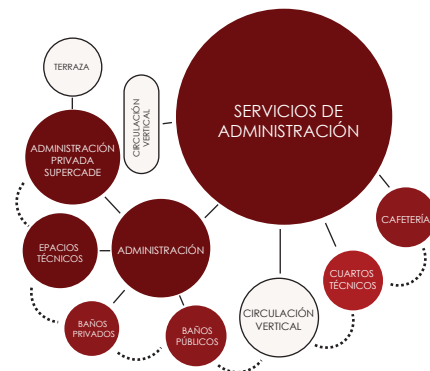 TERRAZA
CIRCULACIÓN
VERTICAL
SERVICIOS DE
ADMINISTRACIÓN
ADMINISTRACIÓN
PRIVADA
SUPERCADE
CAFETERÍA
EPACIOS
TÉCNICOS
ADMINISTRACIÓN
CUARTOS
TÉCNICOS
CIRCULACIÓN
VERTICAL
BAÑOS
PRIVADOS
BAÑOS
PÚBLICOS